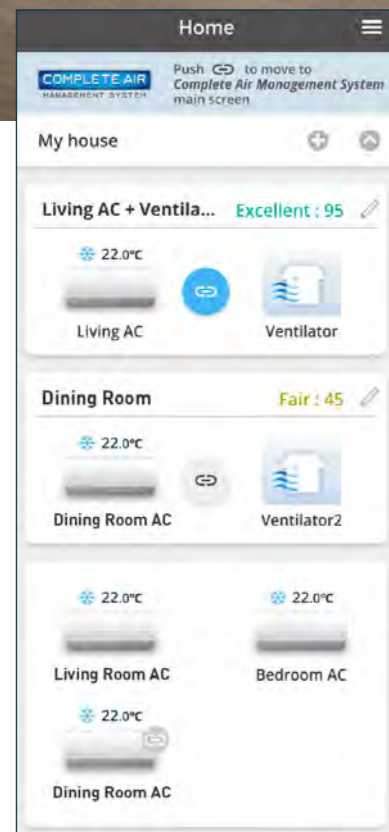 Home
COMPLETE AIR
MANAGEMENT SYSTEM
Push to move to
Complete Air Management System
main screen
My house
Living AC + Ventila... Excellent : 95
22.0°C
Living AC Ventilator
Dining Room Fair : 45
22.0°C
Dining Room AC Ventilator2
22.0°C 22.0°C
Living Room AC Bedroom AC
22.0°C
Dining Room AC